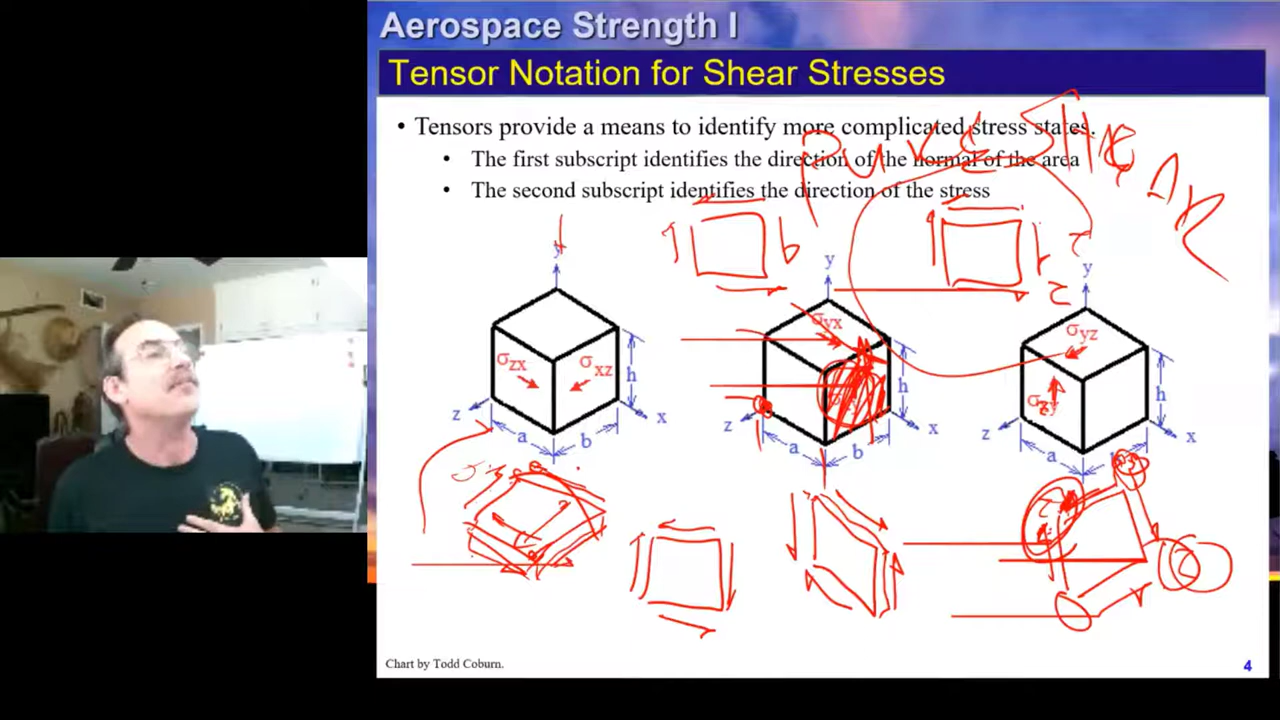 Aerospace Strength I
Tensor Notation for Shear Stresses
• Tensors provide a means to identify more complicated stress states.
• The first subscript identifies the direction of the normal of the area
• The second subscript identifies the direction of the stress
PURE SHEAR
b
τ
τ
y
y
y
σzx
σxz
h
σyx
h
σyz
σzy
h
z
a
b
x
z
a
b
x
z
a
x
Chart by Todd Coburn.
4